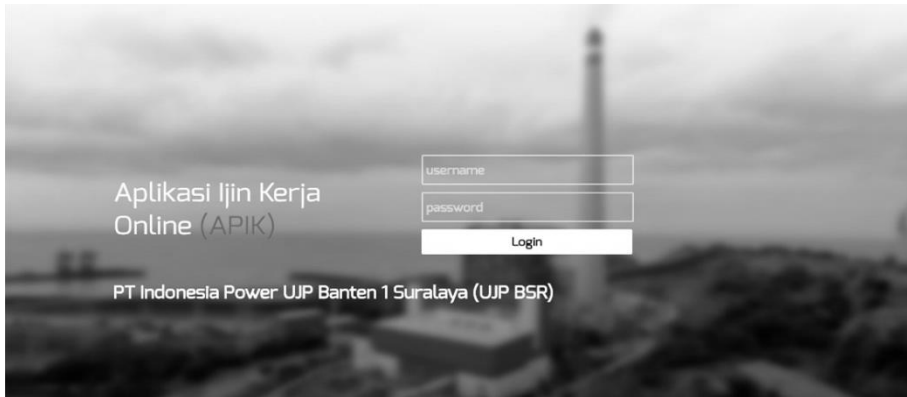 Aplikasi Ijin Kerja
Online (APIK)
username
password
Login
PT Indonesia Power UJP Banten 1 Suralaya (UJP BSR)